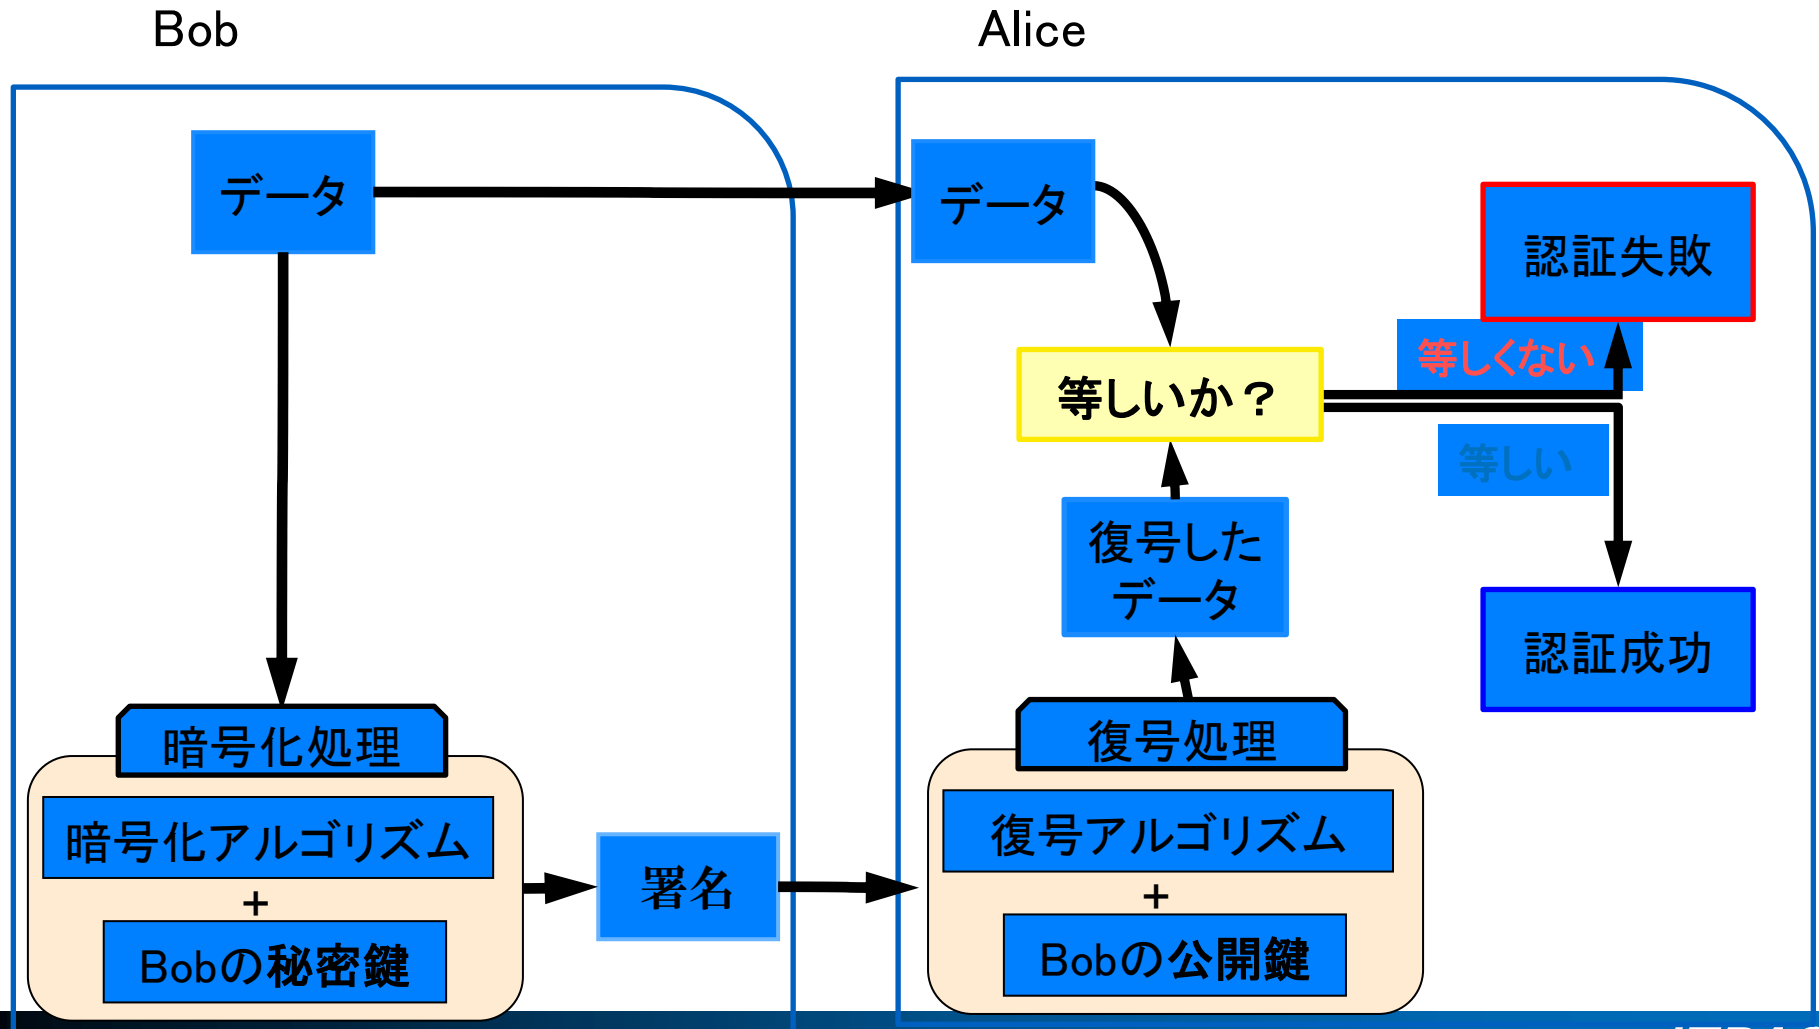 Bob
Alice
データ
データ
認証失敗
等しくない
等しいか？
等しい
復号した
データ
認証成功
暗号化処理
復号処理
暗号化アルゴリズム
復号アルゴリズム
+
+
署名
Bobの秘密鍵
Bobの公開鍵